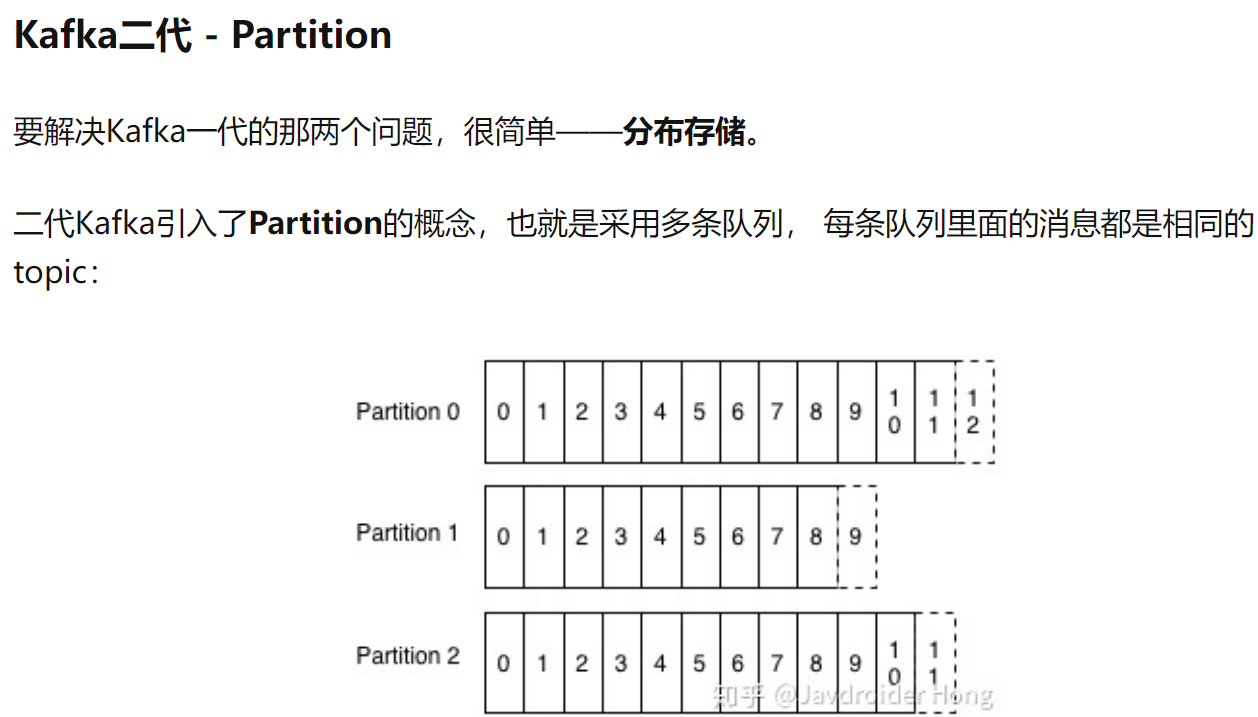 Kafka二代 - Partition
要解决Kafka一代的那两个问题，很简单——分布存储。
二代Kafka引入了Partition的概念，也就是采用多条队列， 每条队列里面的消息都是相同的
topic：
Partition 0 0 1 2 3 4 5 6 7 8 9 10 11 12
Partition 1 0 1 2 3 4 5 6 7 8 9
Partition 2 0 1 2 3 4 5 6 7 8 9 10 11
知乎 @Javdroider Hong